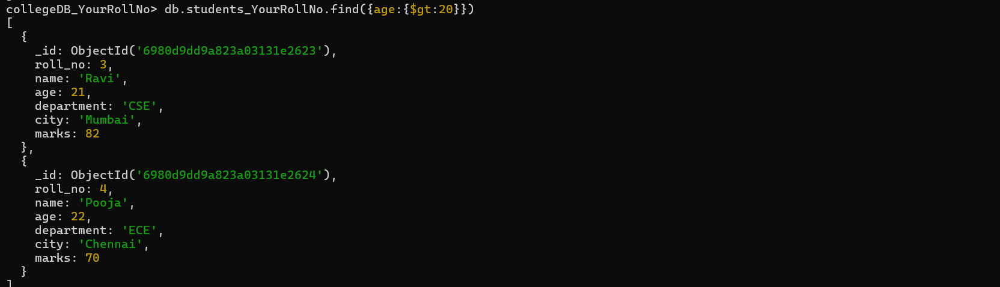 collegeDB_YourRollNo> db.students_YourRollNo.find({age:{$gt:20}})
[
  {
    _id: ObjectId('6980d9dd9a823a03131e2623'),
    roll_no: 3,
    name: 'Ravi',
    age: 21,
    department: 'CSE',
    city: 'Mumbai',
    marks: 82
  },
  {
    _id: ObjectId('6980d9dd9a823a03131e2624'),
    roll_no: 4,
    name: 'Pooja',
    age: 22,
    department: 'ECE',
    city: 'Chennai',
    marks: 70
  }
]